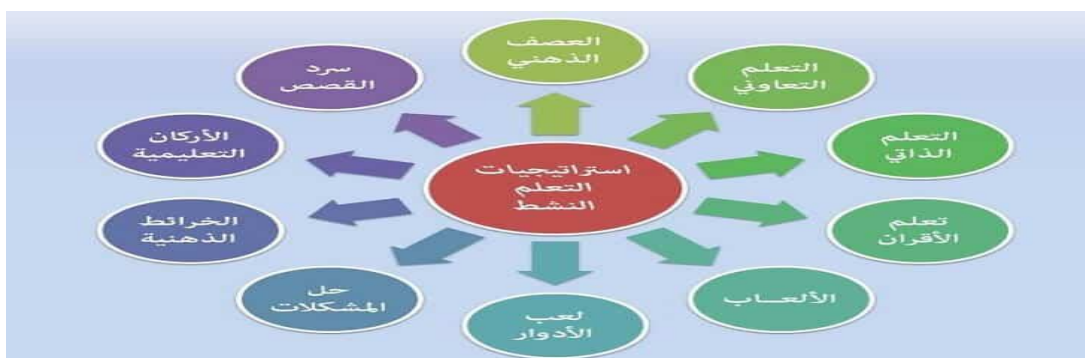 استراتيجيات
التعلم
النشط
العصف
الذهني
التعلم
التعاوني
التعلم
الذاتي
تعلم
الأقران
الألعـــاب
لعب
الأدوار
حل
المشكلات
الخرائط
الذهنية
الأركان
التعليمية
سرد
القصص